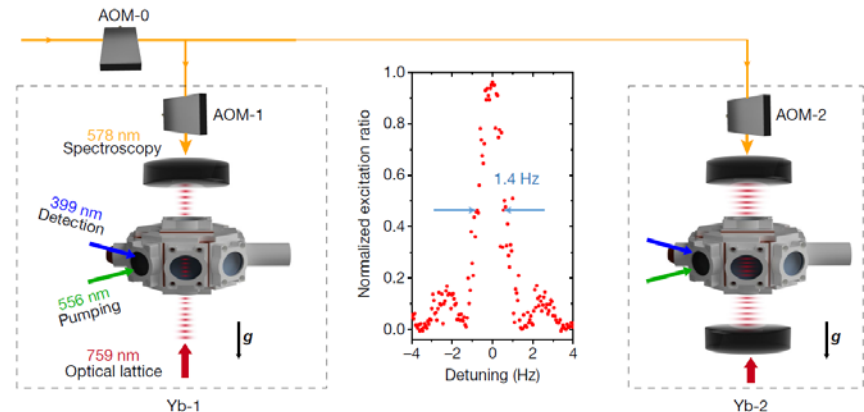 AOM-0
AOM-1
578 nm
Spectroscopy
399 nm
Detection
556 nm
Pumping
759 nm
Optical lattice
g
Yb-1
Normalized excitation ratio
1.0
0.8
0.6
0.4
0.2
0.0
1.4 Hz
−4
−2
0
2
4
Detuning (Hz)
AOM-2
g
Yb-2